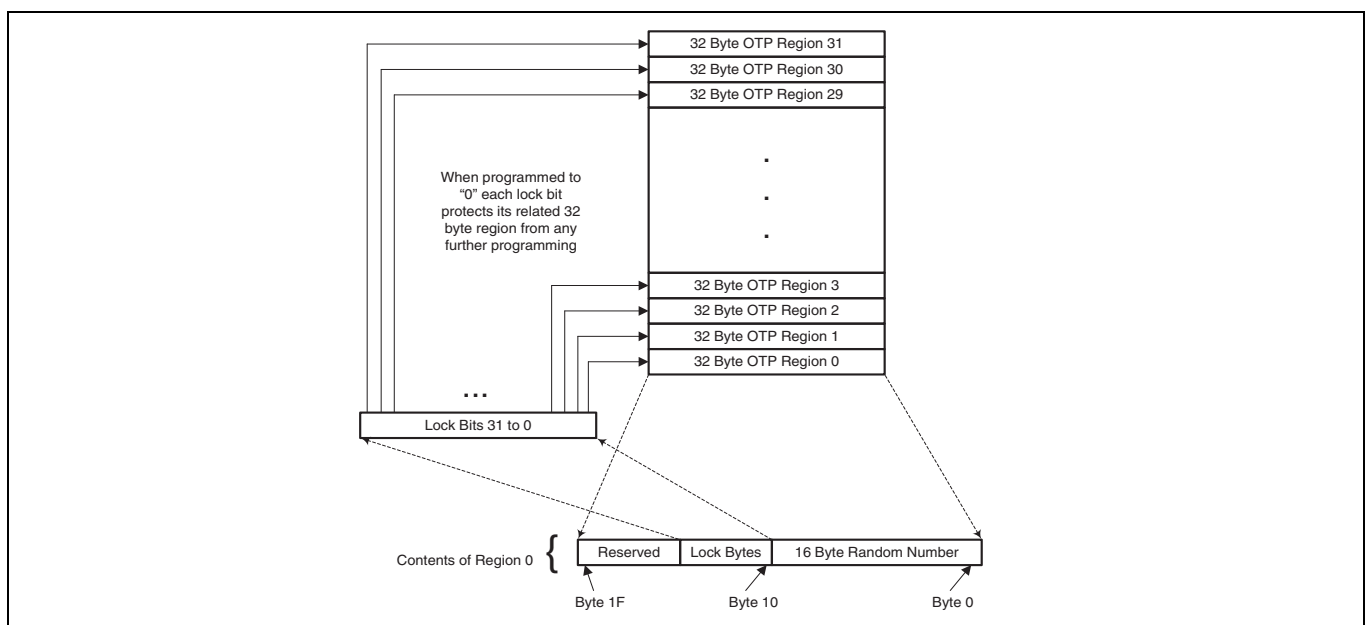 32 Byte OTP Region 31
32 Byte OTP Region 30
32 Byte OTP Region 29
.
.
.
When programmed to
“0” each lock bit
protects its related 32
byte region from any
further programming
32 Byte OTP Region 3
32 Byte OTP Region 2
32 Byte OTP Region 1
32 Byte OTP Region 0
...
Lock Bits 31 to 0
Contents of Region 0 {
Reserved
Lock Bytes
16 Byte Random Number
Byte 1F
Byte 10
Byte 0